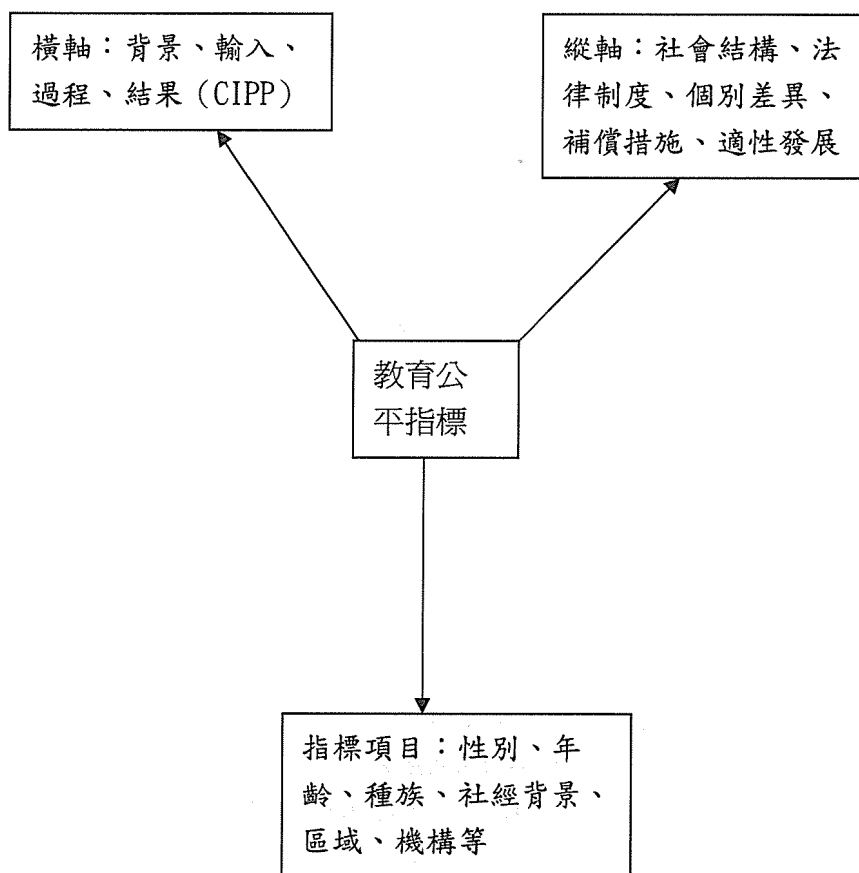 橫軸：背景、輸入、
過程、結果（CIPP）
縱軸：社會結構、法
律制度、個別差異、
補償措施、適性發展
教育公
平指標
指標項目：性別、年
齡、種族、社經背景、
區域、機構等